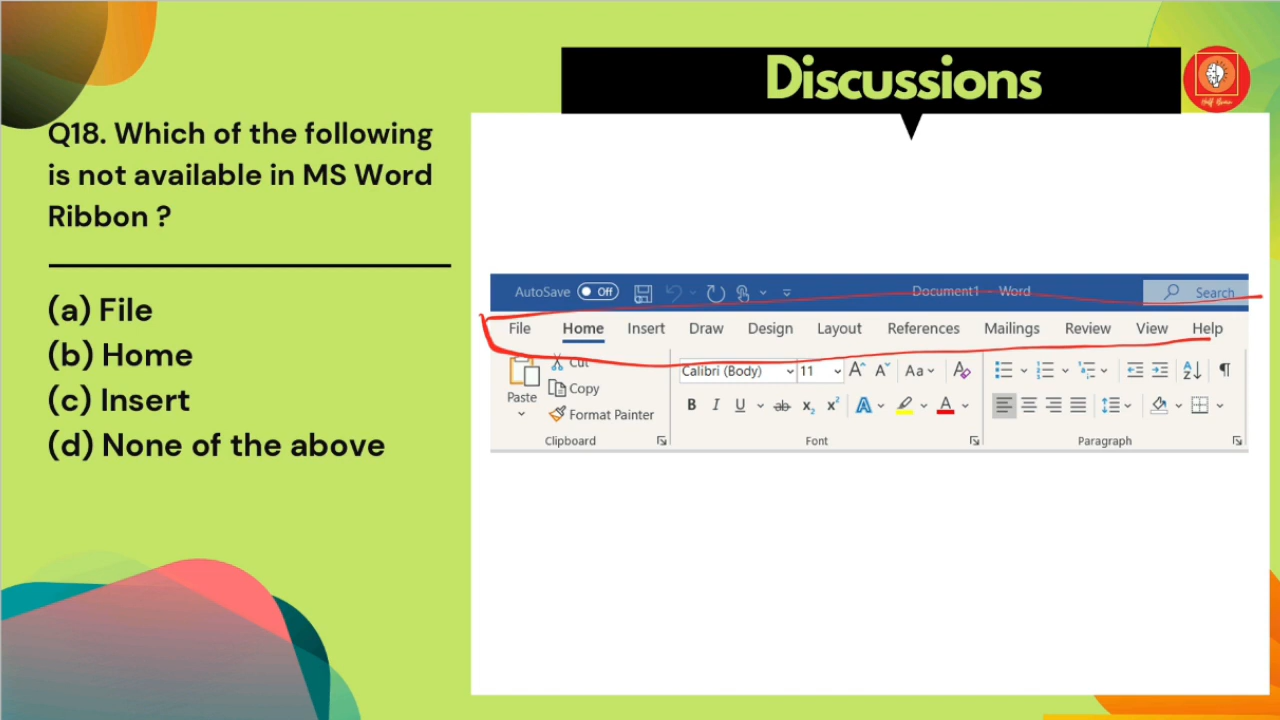 Discussions
Half Brain
Q18. Which of the following
is not available in MS Word
Ribbon ?
(a) File
(b) Home
(c) Insert
(d) None of the above
AutoSave Off Document1 - Word Search
File Home Insert Draw Design Layout References Mailings Review View Help
Cut
Calibri (Body) 11 Aa
Copy
Paste
B I U ab x₂ x² A A
Format Painter
Clipboard Font Paragraph